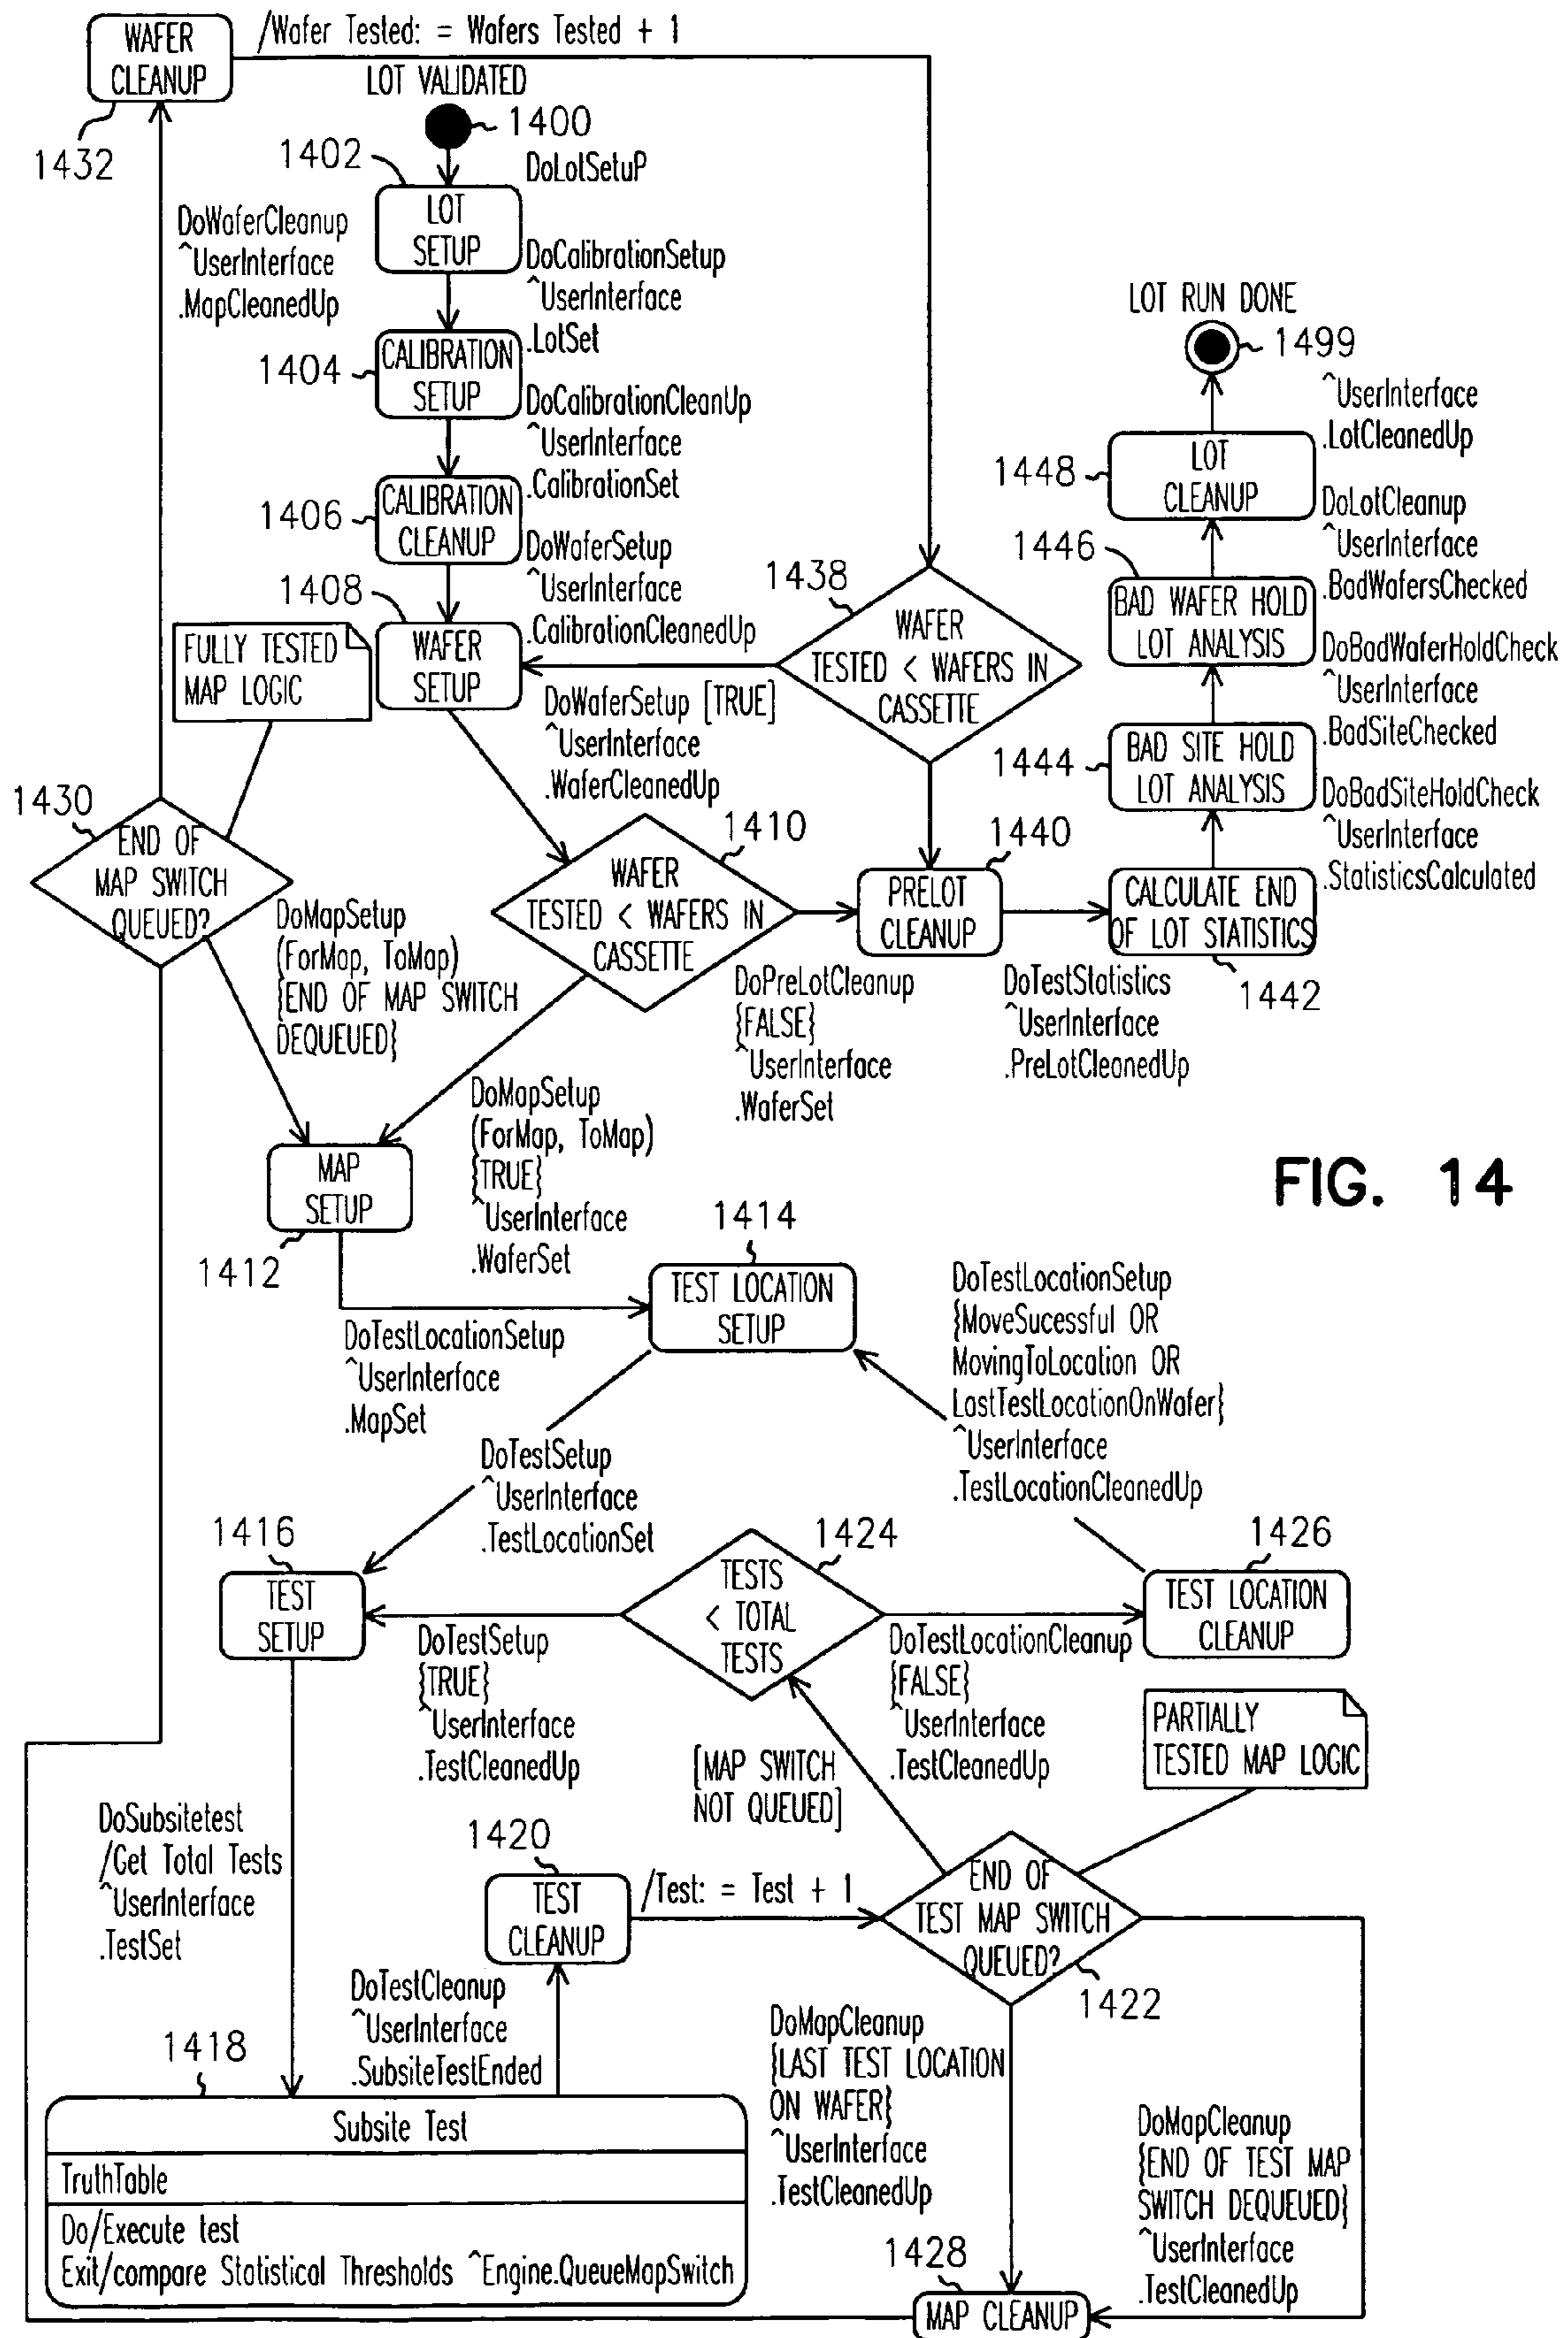 WAFER
CLEANUP
1432
/Wafer Tested: = Wafers Tested + 1
LOT VALIDATED
1400
DoLotSetuP
1402
LOT
SETUP
DoWaferCleanup
^UserInterface
.MapCleanedUp
DoCalibrationSetup
^UserInterface
.LotSet
1404
CALIBRATION
SETUP
DoCalibrationCleanUp
^UserInterface
.CalibrationSet
1406
CALIBRATION
CLEANUP
DoWaferSetup
^UserInterface
.CalibrationCleanedUp
1408
WAFER
SETUP
FULLY TESTED
MAP LOGIC
1438
WAFER
TESTED < WAFERS IN
CASSETTE
DoWaferSetup [TRUE]
^UserInterface
.WaferCleanedUp
LOT RUN DONE
1499
^UserInterface
.LotCleanedUp
1448
LOT
CLEANUP
DoLotCleanup
^UserInterface
.BadWafersChecked
1446
BAD WAFER HOLD
LOT ANALYSIS
DoBadWaferHoldCheck
^UserInterface
.BadSiteChecked
1444
BAD SITE HOLD
LOT ANALYSIS
DoBadSiteHoldCheck
^UserInterface
.StatisticsCalculated
1430
END OF
MAP SWITCH
QUEUED?
DoMapSetup
(ForMap, ToMap)
{END OF MAP SWITCH
DEQUEUED}
1410
WAFER
TESTED < WAFERS IN
CASSETTE
1440
PRELOT
CLEANUP
CALCULATE END
OF LOT STATISTICS
1442
DoPreLotCleanup
{FALSE}
^UserInterface
.WaferSet
DoTestStatistics
^UserInterface
.PreLotCleanedUp
DoMapSetup
(ForMap, ToMap)
{TRUE}
^UserInterface
.WaferSet
MAP
SETUP
1412
FIG. 14
1414
TEST LOCATION
SETUP
DoTestLocationSetup
^UserInterface
.MapSet
DoTestLocationSetup
{MoveSucessful OR
MovingToLocation OR
LastTestLocationOnWafer}
^UserInterface
.TestLocationCleanedUp
DoTestSetup
^UserInterface
.TestLocationSet
1416
TEST
SETUP
1424
TESTS
< TOTAL
TESTS
1426
TEST LOCATION
CLEANUP
DoTestSetup
{TRUE}
^UserInterface
.TestCleanedUp
DoTestLocationCleanup
{FALSE}
^UserInterface
.TestCleanedUp
[MAP SWITCH
NOT QUEUED]
PARTIALLY
TESTED MAP LOGIC
DoSubsitetest
/Get Total Tests
^UserInterface
.TestSet
1420
TEST
CLEANUP
/Test: = Test + 1
END OF
TEST MAP SWITCH
QUEUED?
1422
DoTestCleanup
^UserInterface
.SubsiteTestEnded
1418
Subsite Test
TruthTable
Do/Execute test
Exit/compare Statistical Thresholds ^Engine.QueueMapSwitch
DoMapCleanup
{LAST TEST LOCATION
ON WAFER}
^UserInterface
.TestCleanedUp
DoMapCleanup
{END OF TEST MAP
SWITCH DEQUEUED}
^UserInterface
.TestCleanedUp
1428
MAP CLEANUP